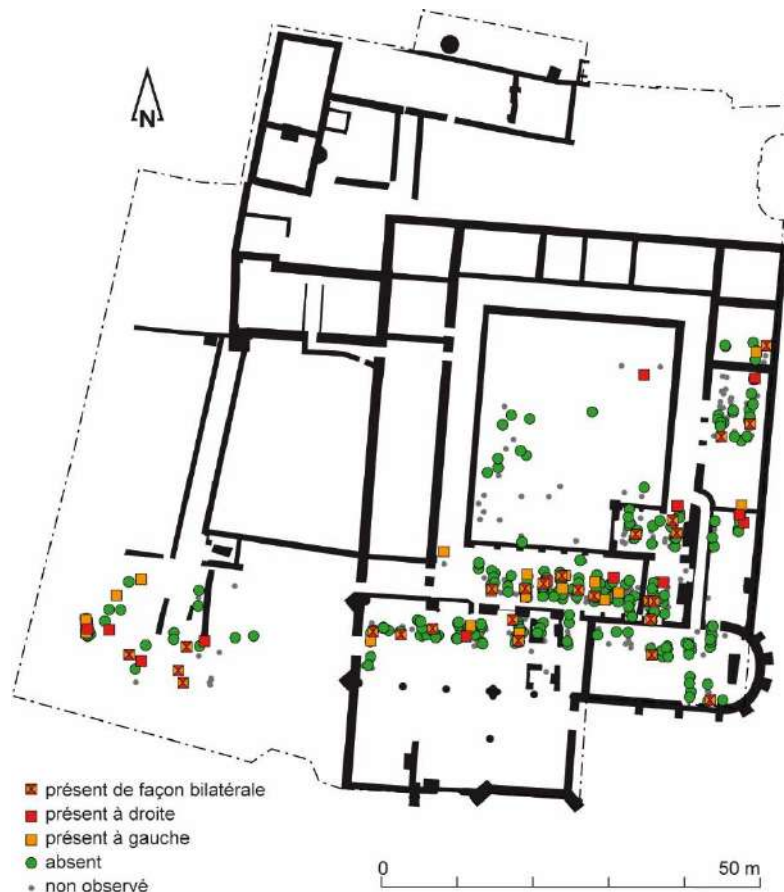 N
présent de façon bilatérale
présent à droite
présent à gauche
absent
non observé
0 50 m